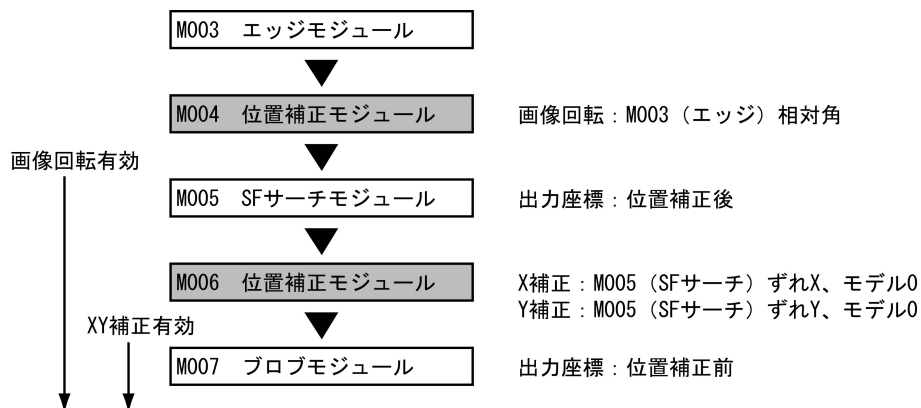 M003 エッジモジュール
M004 位置補正モジュール
画像回転：M003（エッジ）相対角
画像回転有効
M005 SFサーチモジュール
出力座標：位置補正後
M006 位置補正モジュール
X補正：M005（SFサーチ）ずれX、モデル0
Y補正：M005（SFサーチ）ずれY、モデル0
XY補正有効
M007 ブロブモジュール
出力座標：位置補正前